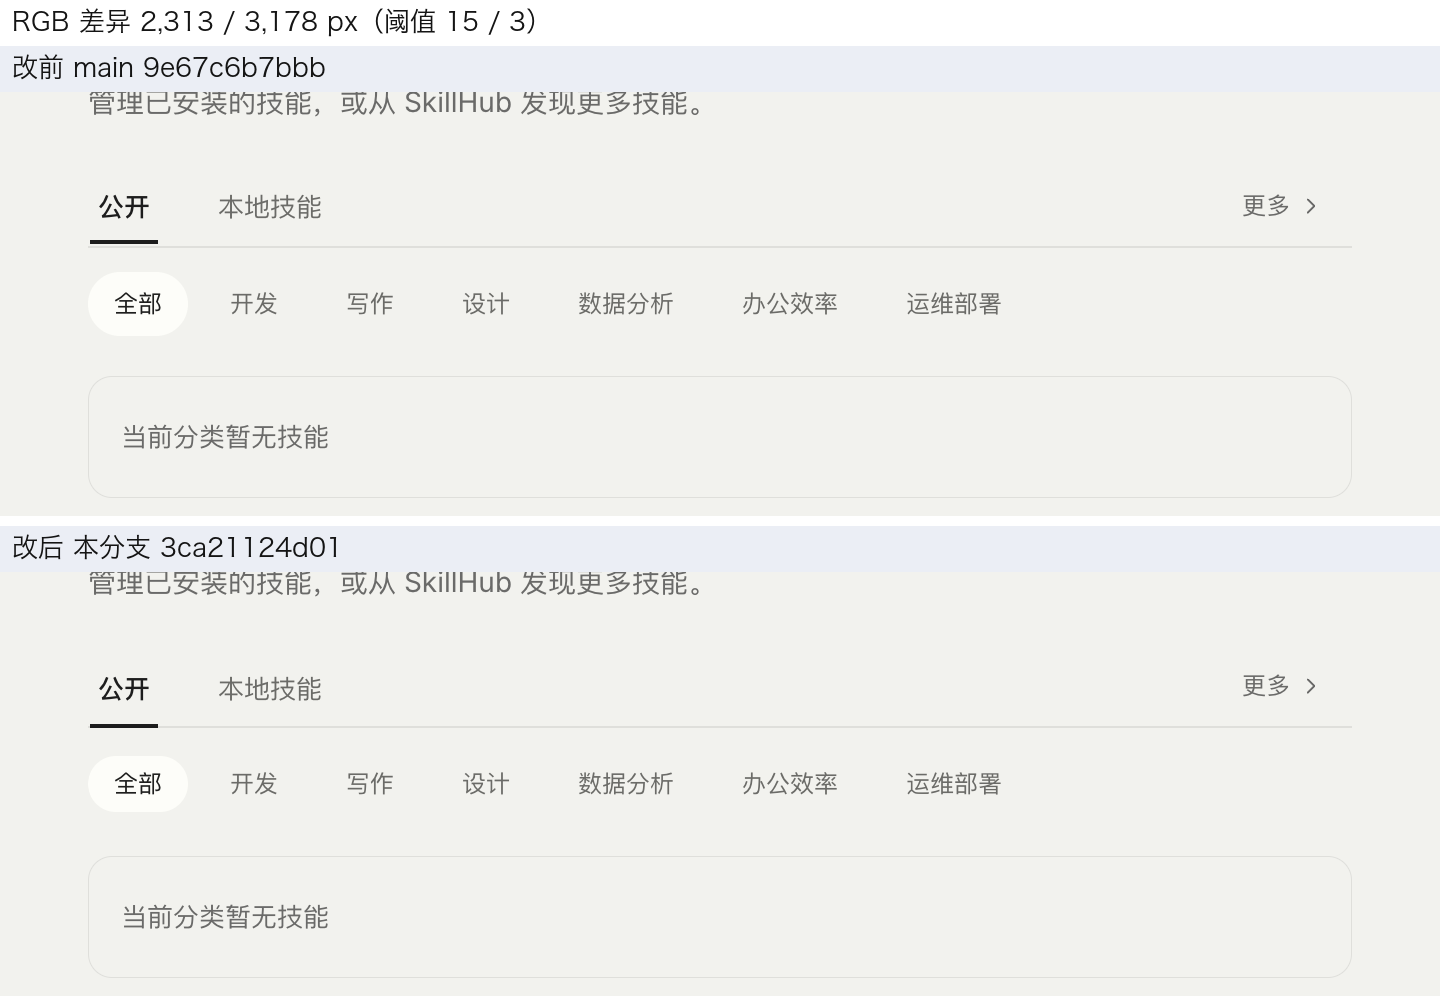 RGB 差异 2,313 / 3,178 px（阈值 15 / 3）
改前 main 9e67c6b7bbb
管理已安装的技能，或从 SkillHub 发现更多技能。
公开 本地技能 更多
全部 开发 写作 设计 数据分析 办公效率 运维部署
当前分类暂无技能
改后 本分支 3ca21124d01
管理已安装的技能，或从 SkillHub 发现更多技能。
公开 本地技能 更多
全部 开发 写作 设计 数据分析 办公效率 运维部署
当前分类暂无技能